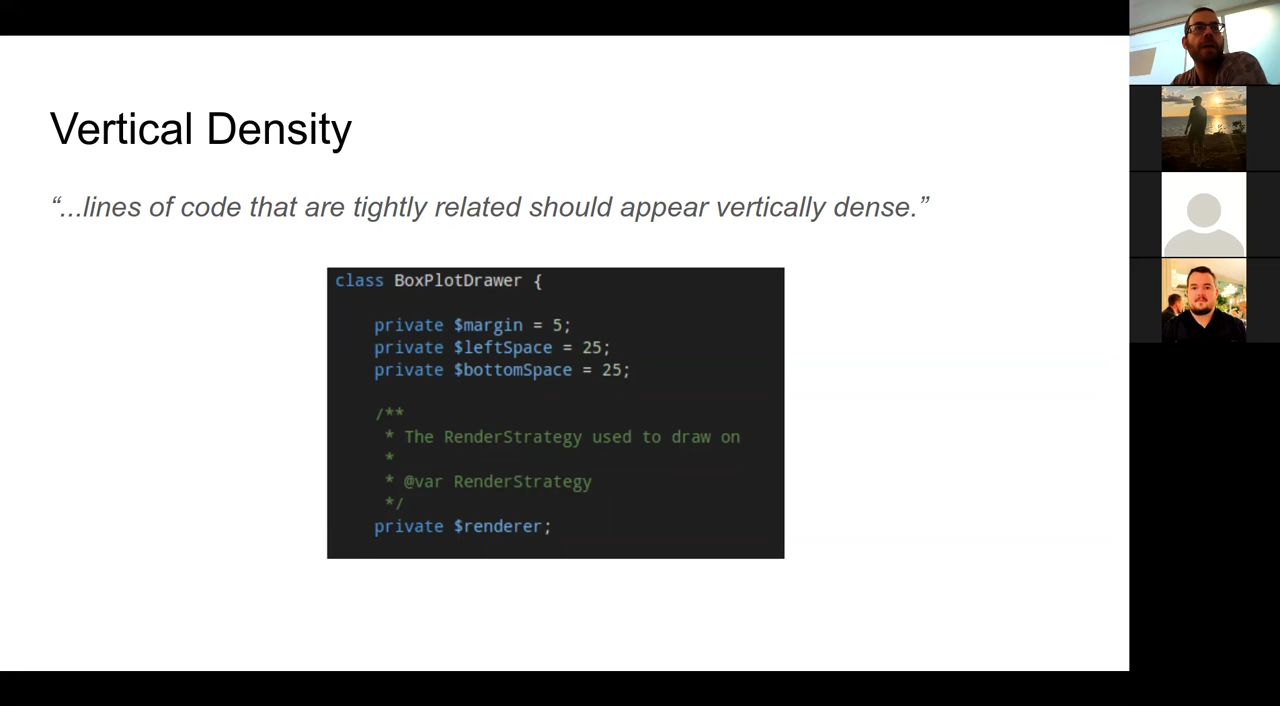 Vertical Density
“...lines of code that are tightly related should appear vertically dense.”
class BoxPlotDrawer {
private $margin = 5;
private $leftSpace = 25;
private $bottomSpace = 25;
/**
* The RenderStrategy used to draw on
*
* @var RenderStrategy
*/
private $renderer;